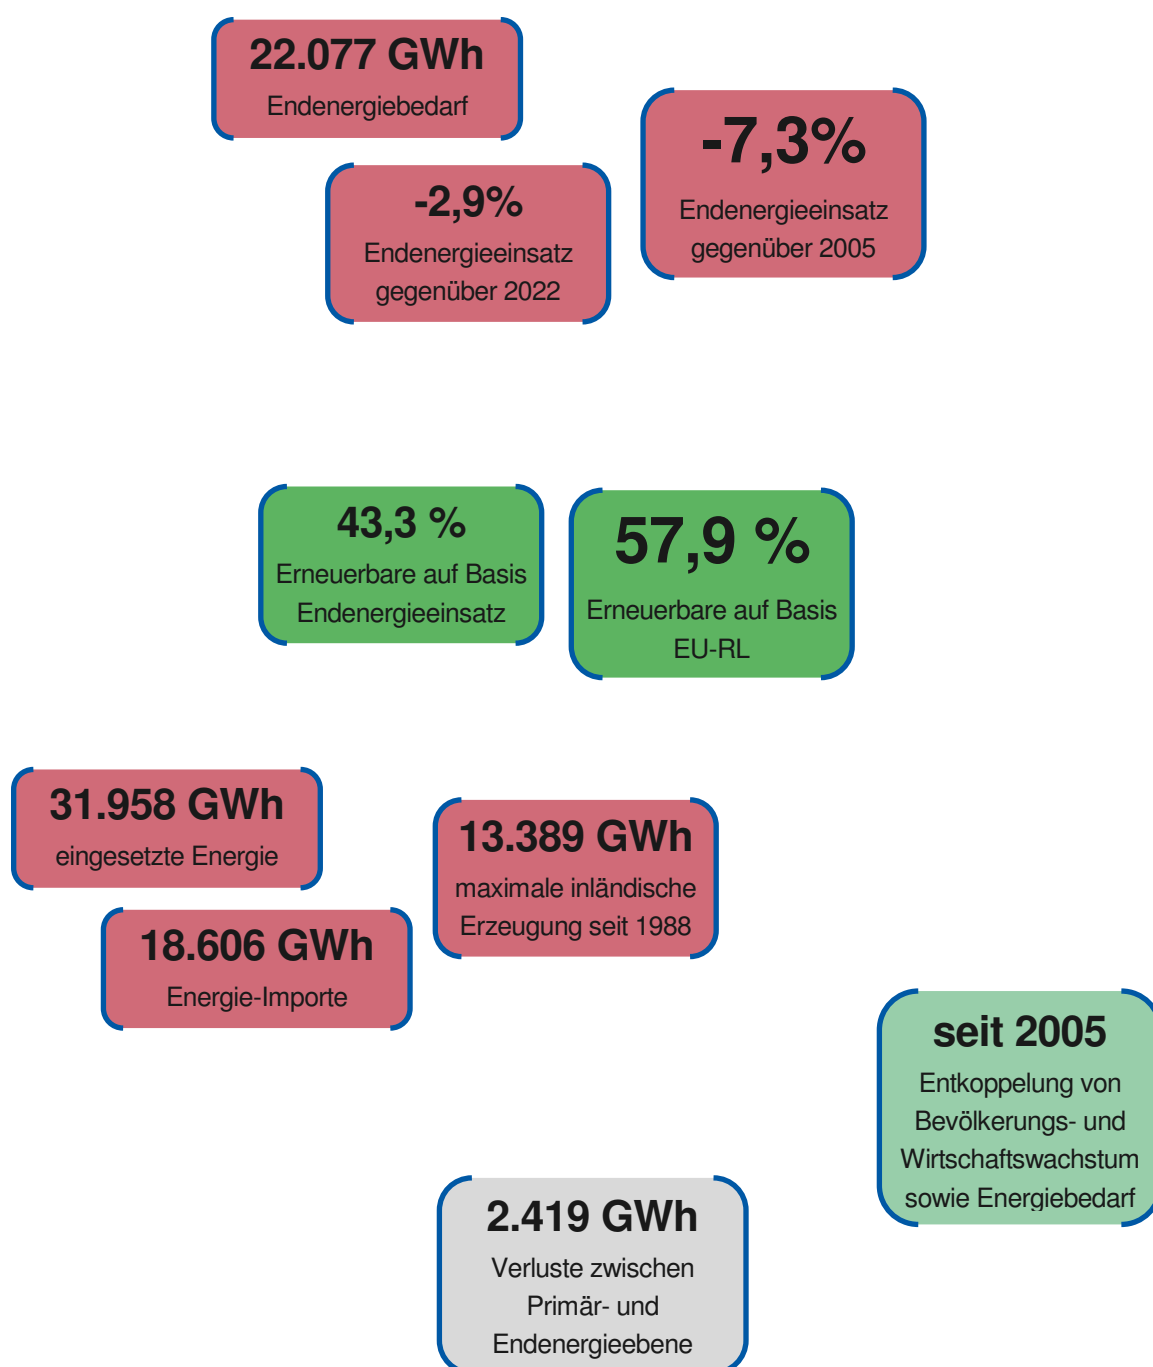 22.077 GWh
Endenergiebedarf
-7,3%
Endenergieeinsatz
gegenüber 2005
-2,9%
Endenergieeinsatz
gegenüber 2022
43,3 %
Erneuerbare auf Basis
Endenergieeinsatz
57,9 %
Erneuerbare auf Basis
EU-RL
31.958 GWh
eingesetzte Energie
13.389 GWh
maximale inländische
Erzeugung seit 1988
18.606 GWh
Energie-Importe
seit 2005
Entkoppelung von
Bevölkerungs- und
Wirtschaftswachstum
sowie Energiebedarf
2.419 GWh
Verluste zwischen
Primär- und
Endenergieebene